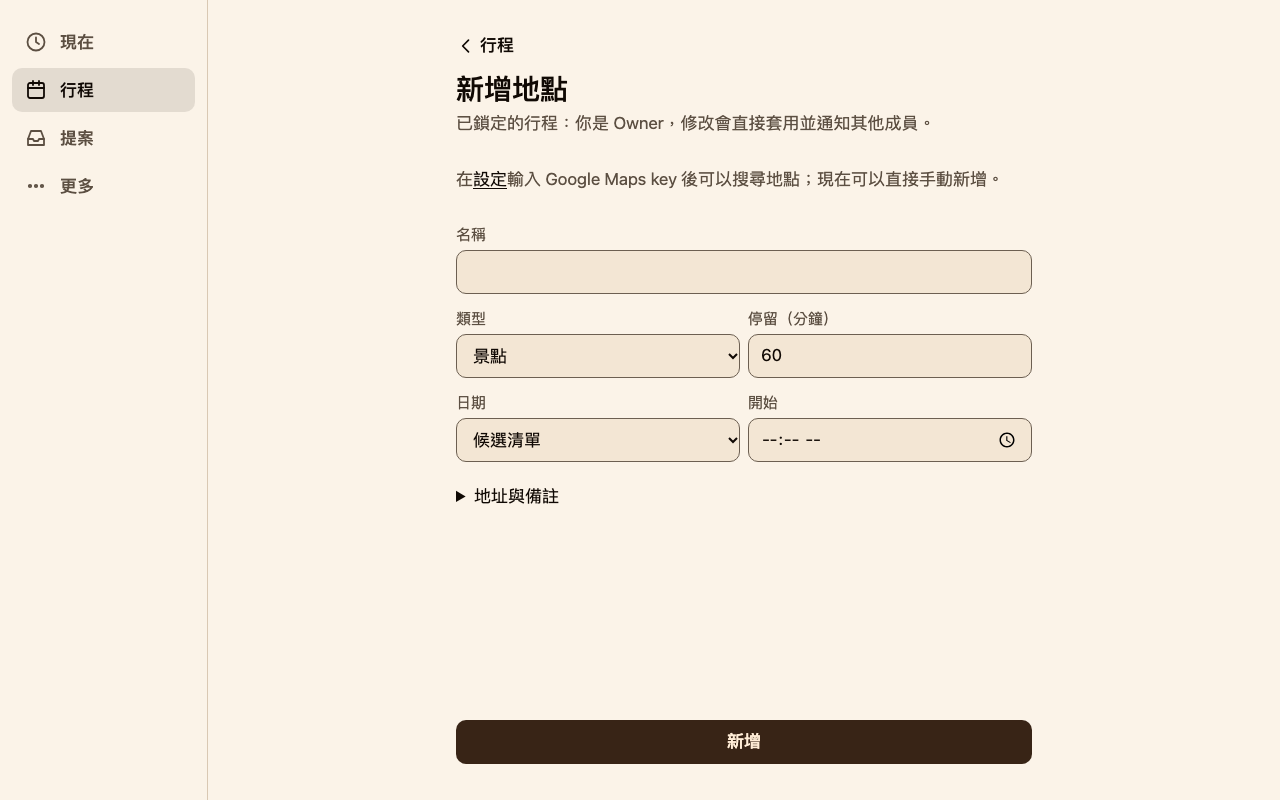 現在
行程
提案
更多
行程
新增地點
已鎖定的行程：你是 Owner，修改會直接套用並通知其他成員。
在設定輸入 Google Maps key 後可以搜尋地點；現在可以直接手動新增。
名稱
類型
停留（分鐘）
景點
60
日期
開始
候選清單
--:-- --
地址與備註
新增